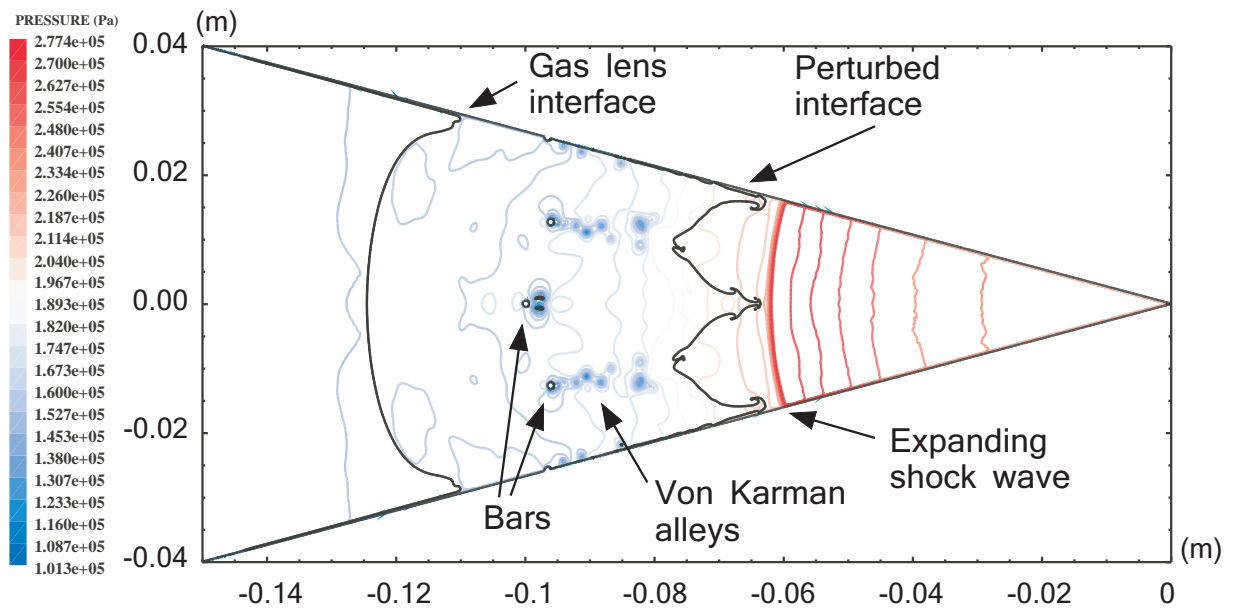 PRESSURE (Pa)
2.774e+05
2.700e+05
2.627e+05
2.554e+05
2.480e+05
2.407e+05
2.334e+05
2.260e+05
2.187e+05
2.114e+05
2.040e+05
1.967e+05
1.893e+05
1.820e+05
1.747e+05
1.673e+05
1.600e+05
1.527e+05
1.453e+05
1.380e+05
1.307e+05
1.233e+05
1.160e+05
1.087e+05
1.013e+05
(m)
0.04
0.02
0.00
-0.02
-0.04
Gas lens
interface
Perturbed
interface
Bars
Von Karman
alleys
Expanding
shock wave
(m)
-0.14
-0.12
-0.1
-0.08
-0.06
-0.04
-0.02
0